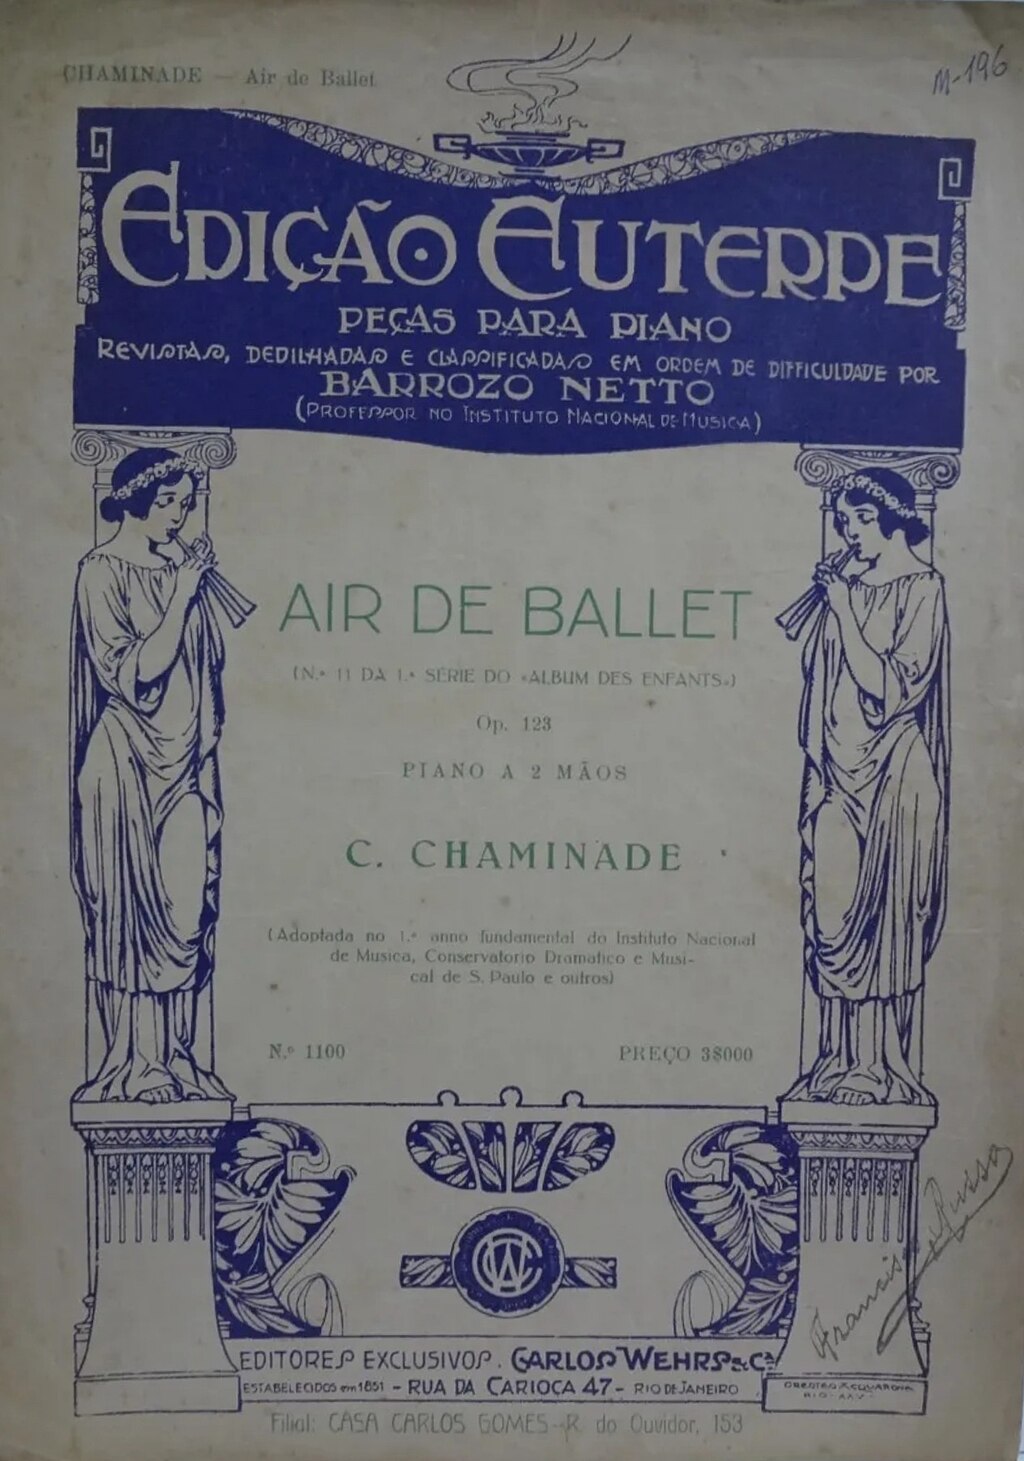 CHAMINADE — Air de Ballet
M-196
EDIÇÃO EUTERPE
PEÇAS PARA PIANO
REVISTAS, DEDILHADAS E CLASSIFICADAS EM ORDEM DE DIFFICULDADE POR
BARROZO NETTO
(PROFESSOR NO INSTITUTO NACIONAL DE MUSICA)
AIR DE BALLET
(N.º 11 DA 1.ª SÉRIE DO «ALBUM DES ENFANTS»)
Op. 123
PIANO A 2 MÃOS
C. CHAMINADE
(Adoptada no 1.º anno fundamental do Instituto Nacional
de Musica, Conservatorio Dramatico e Musi-
cal de S. Paulo e outros)
N.º 1100 PREÇO 3$000
CWC
EDITORES EXCLUSIVOS. CARLOS WEHRS & Cª
ESTABELECIDOS em 1851 - RUA DA CARIOCA 47 - RIO DE JANEIRO
Filial: CASA CARLOS GOMES - R. do Ouvidor, 153